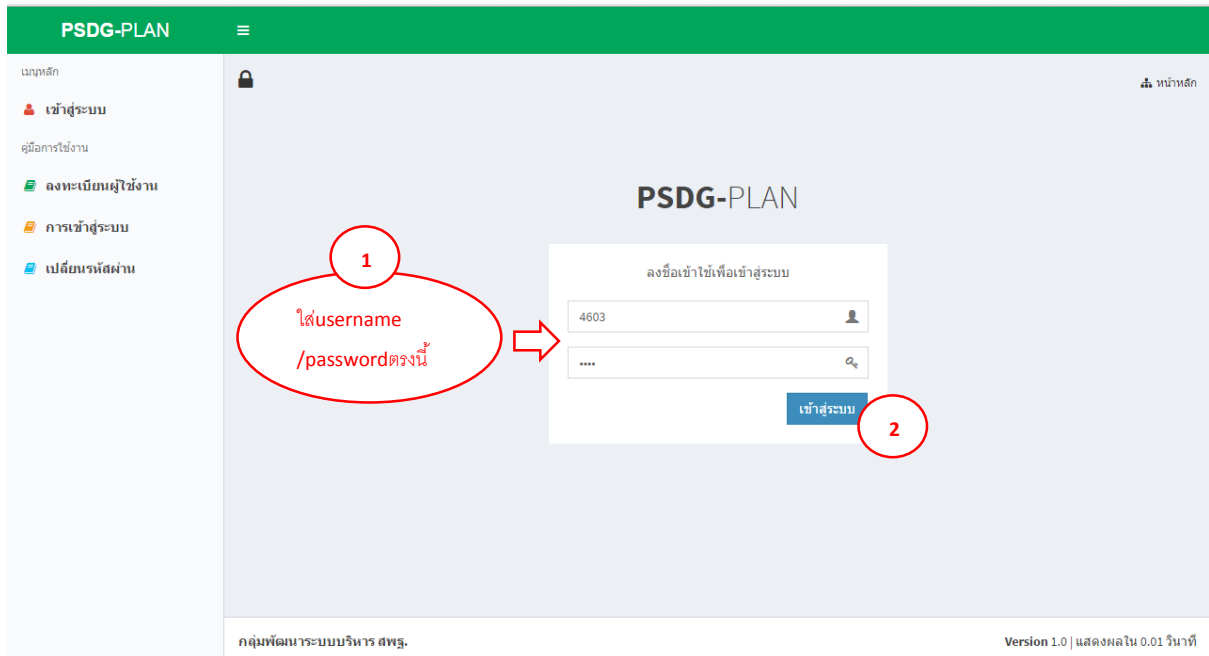 PSDG-PLAN
เมนูหลัก
หน้าหลัก
เข้าสู่ระบบ
คู่มือการใช้งาน
ลงทะเบียนผู้ใช้งาน
การเข้าสู่ระบบ
เปลี่ยนรหัสผ่าน
PSDG-PLAN
ลงชื่อเข้าใช้เพื่อเข้าสู่ระบบ
1
ใส่username
/passwordตรงนี้
4603
••••
เข้าสู่ระบบ
2
กลุ่มพัฒนาระบบบริหาร สพฐ.
Version 1.0 | แสดงผลใน 0.01 วินาที